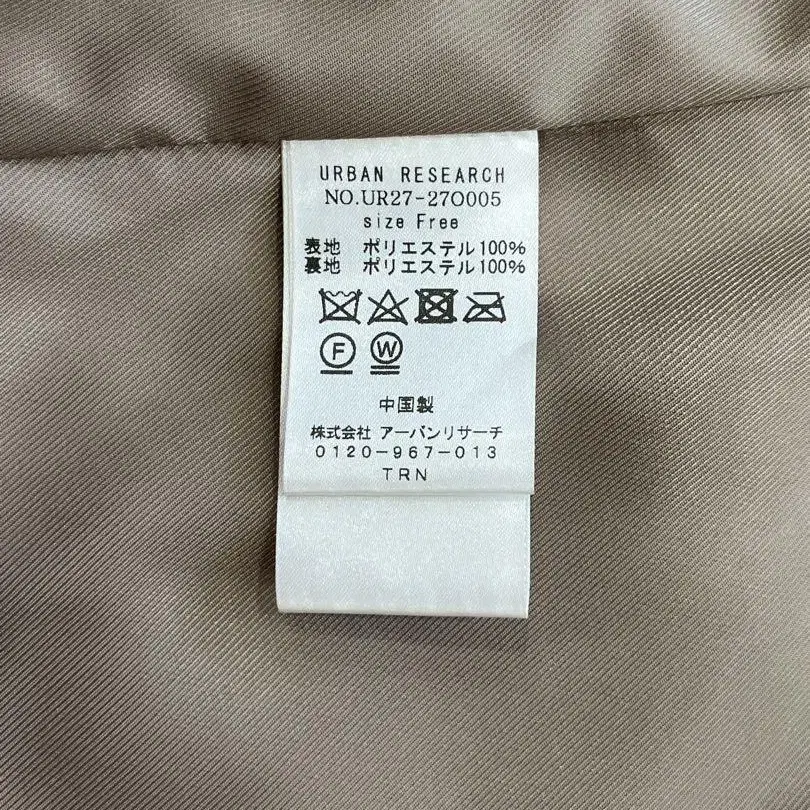 URBAN RESEARCH
NO.UR27-27O005
size Free
表地 ポリエステル100%
裏地 ポリエステル100%
F W
中国製
株式会社 アーバンリサーチ
0120-967-013
TRN